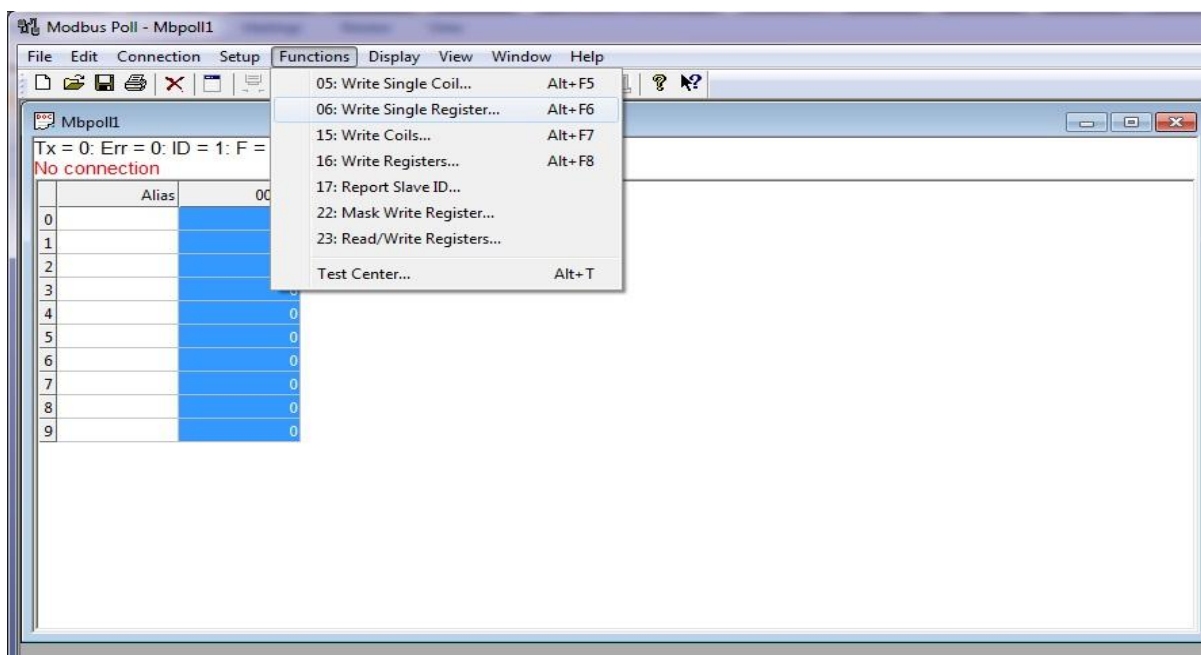 Modbus Poll - Mbpoll1
File Edit Connection Setup Functions Display View Window Help
05: Write Single Coil... Alt+F5
06: Write Single Register... Alt+F6
15: Write Coils... Alt+F7
16: Write Registers... Alt+F8
17: Report Slave ID...
22: Mask Write Register...
23: Read/Write Registers...
Test Center... Alt+T
Mbpoll1
Tx = 0: Err = 0: ID = 1: F =
No connection
Alias
0
1
2
3
4 0
5 0
6 0
7 0
8 0
9 0